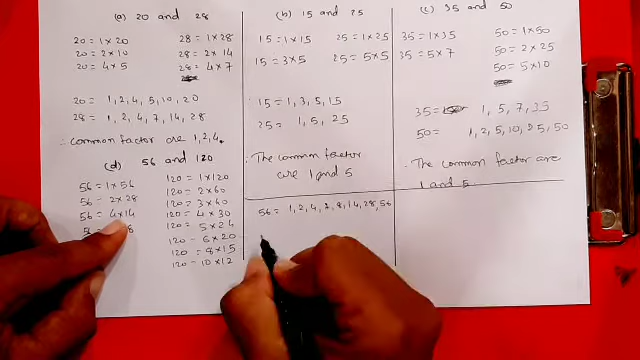 (a) 20 and 28
20 = 1×20
28 = 1×28
20 = 2×10
28 = 2×14
20 = 4×5
28 = 4×7
20 = 1,2,4,5,10,20
28 = 1,2,4,7,14,28
∴ Common factor are 1,2,4.
(b) 15 and 25
15 = 1×15
25 = 1×25
15 = 3×5
25 = 5×5
15 = 1,3,5,15
25 = 1,5,25
∴ The common factor
are 1 and 5
(c) 35 and 50
35 = 1×35
50 = 1×50
35 = 5×7
50 = 2×25
50 = 5×10
35 = 1,5,7,35
50 = 1,2,5,10,25,50
∴ The common factor are
1 and 5.
(d) 56 and 120
56 = 1×56
120 = 1×120
56 = 2×28
120 = 2×60
56 = 4×14
120 = 3×40
120 = 4×30
120 = 5×24
120 = 6×20
120 = 8×15
120 = 10×12
56 = 1,2,4,7,8,14,28,56